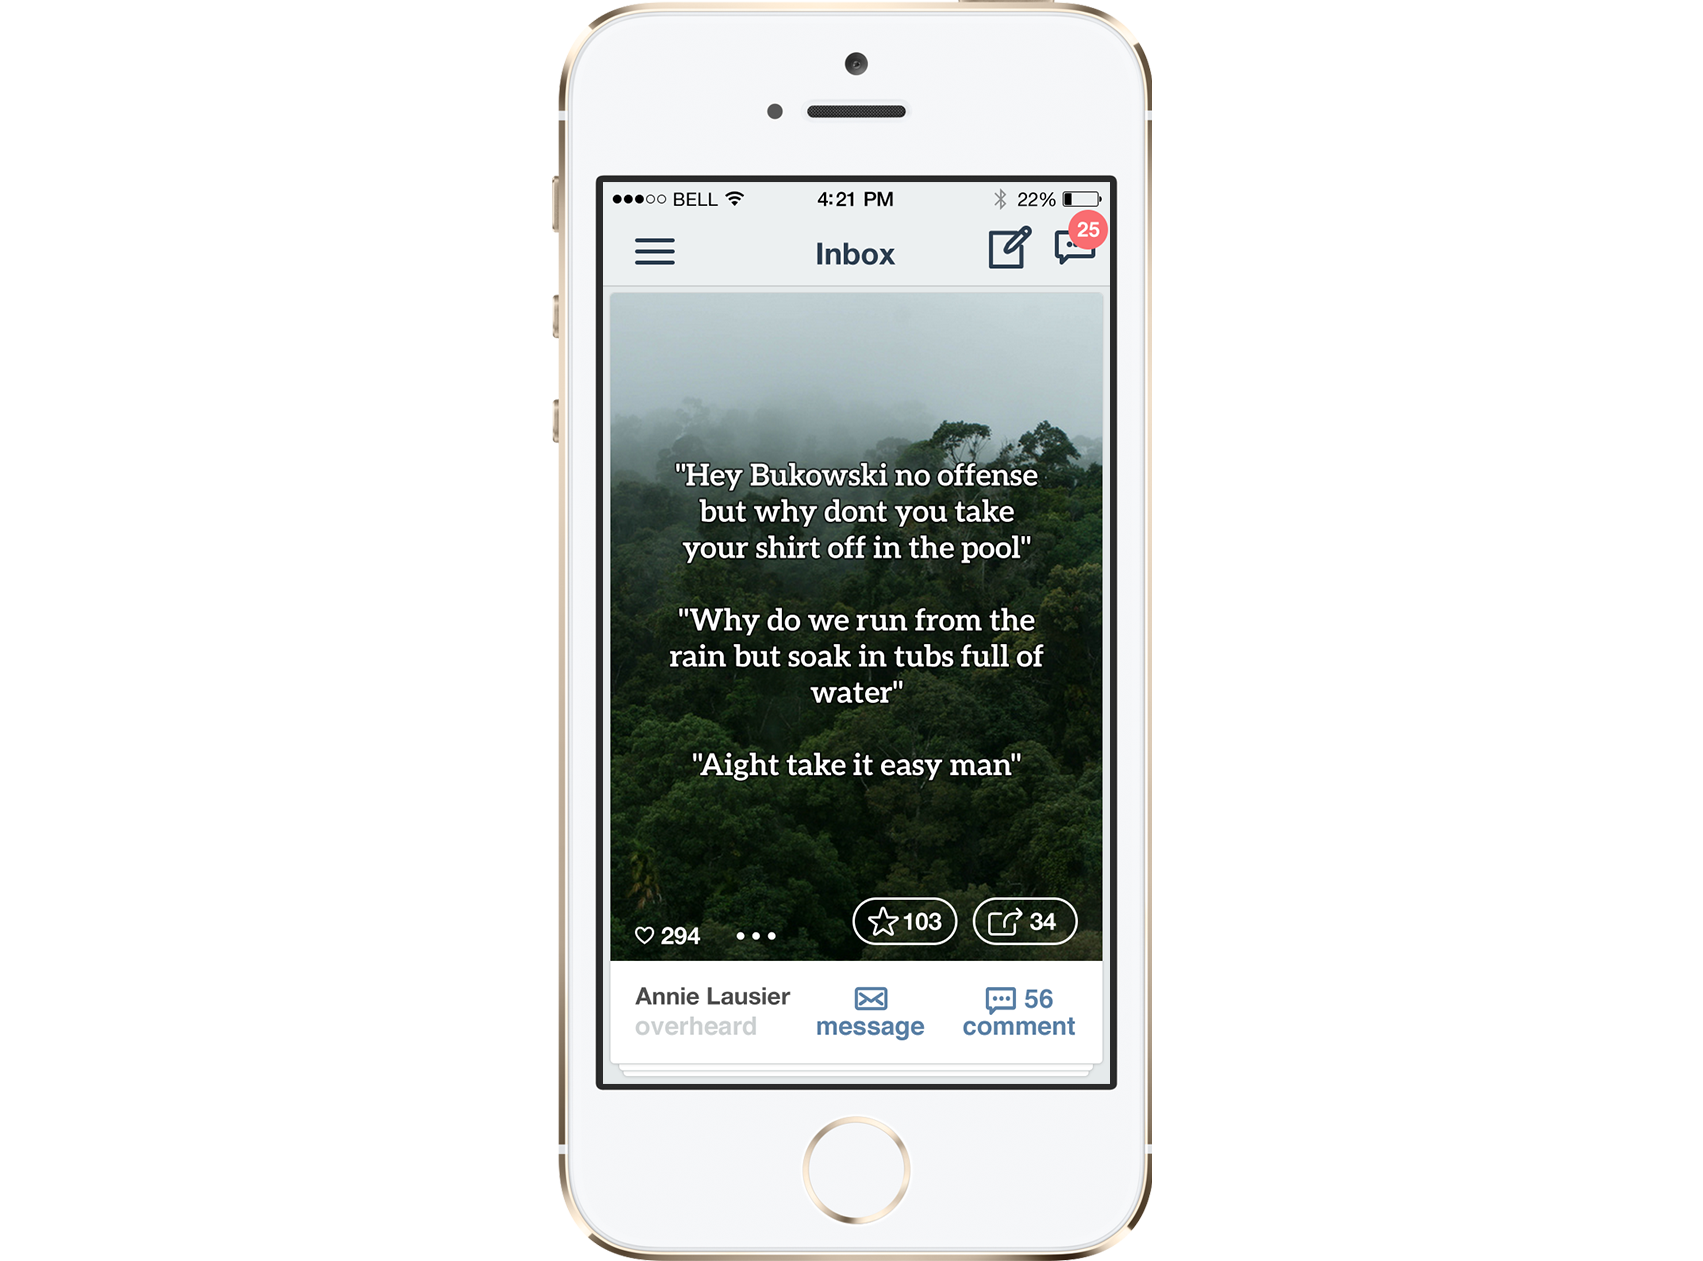 BELL 4:21 PM 22%
25
Inbox
"Hey Bukowski no offense
but why dont you take
your shirt off in the pool"
"Why do we run from the
rain but soak in tubs full of
water"
"Aight take it easy man"
294 103 34
Annie Lausier
overheard
message
56
comment